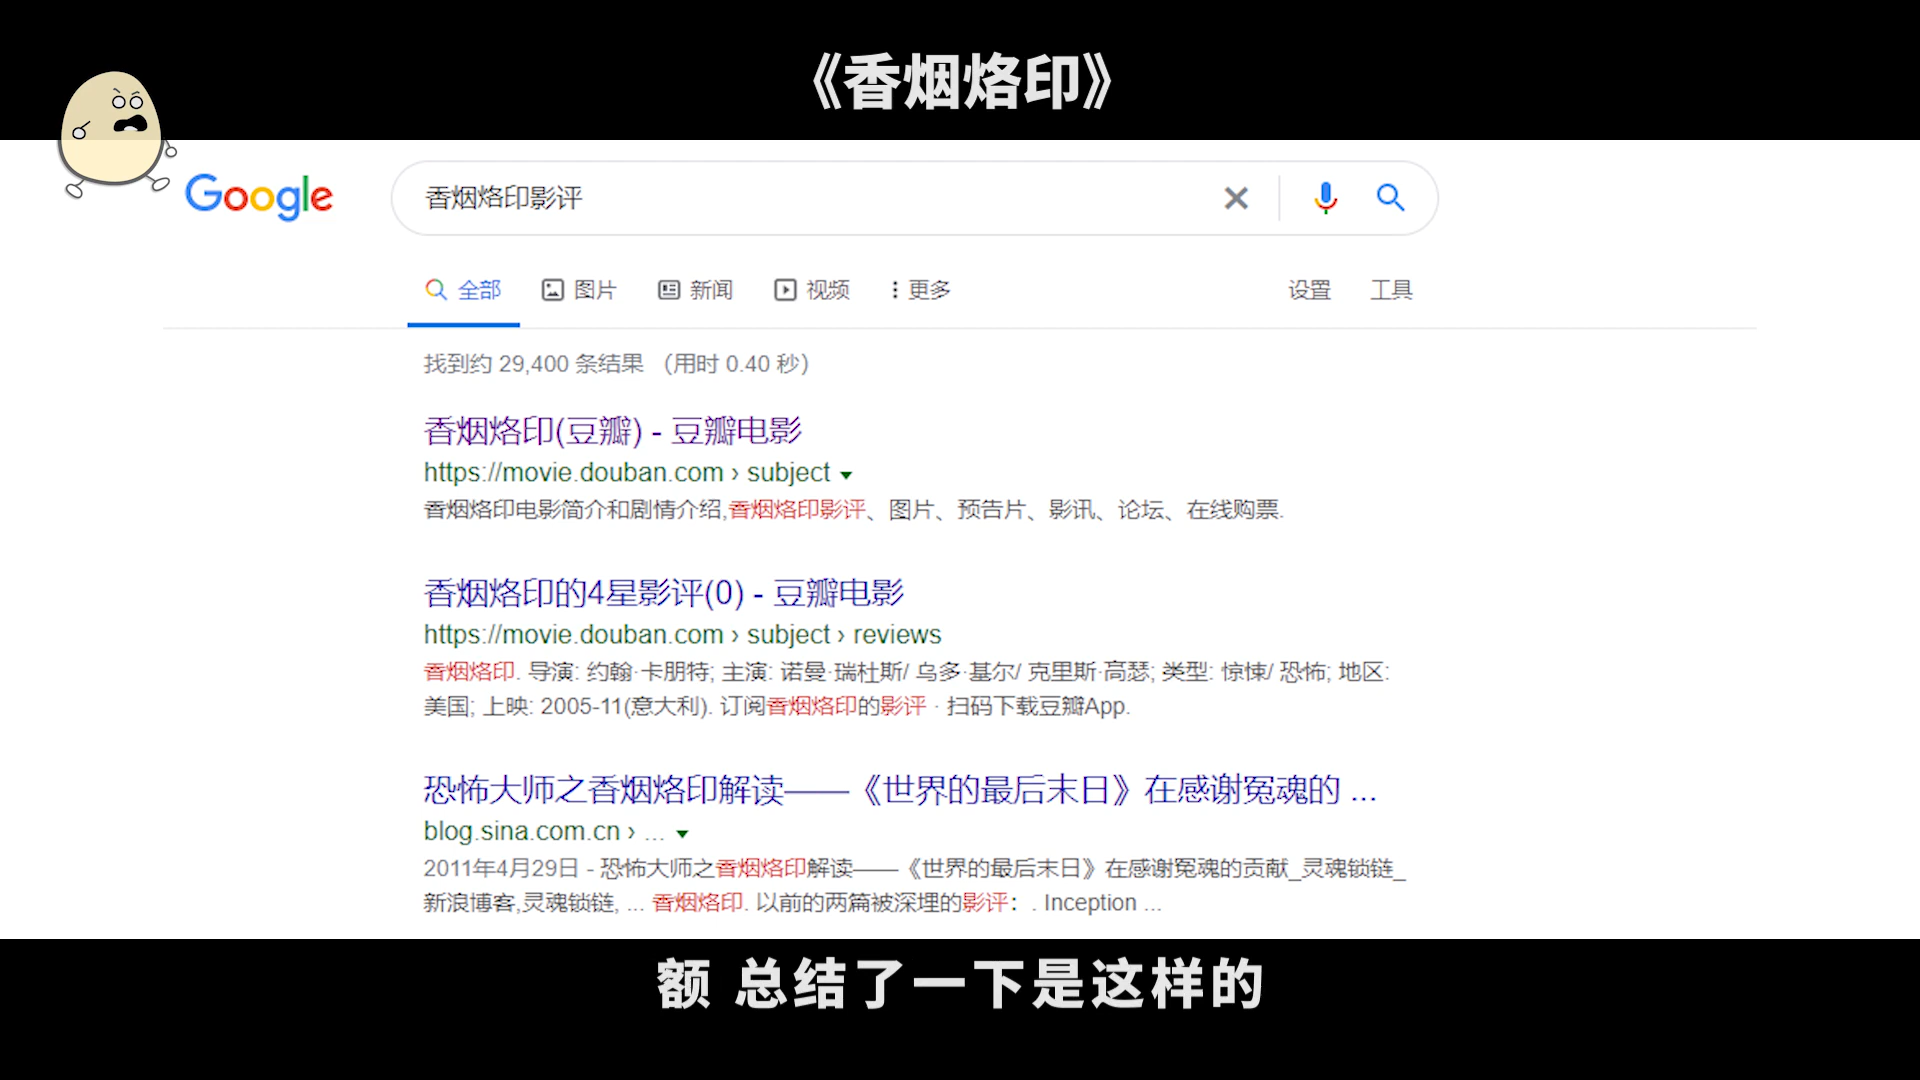 《香烟烙印》
Google
香烟烙印影评
全部 图片 新闻 视频 更多 设置 工具
找到约 29,400 条结果 （用时 0.40 秒）
香烟烙印(豆瓣) - 豆瓣电影
https://movie.douban.com › subject
香烟烙印电影简介和剧情介绍,香烟烙印影评、图片、预告片、影讯、论坛、在线购票.
香烟烙印的4星影评(0) - 豆瓣电影
https://movie.douban.com › subject › reviews
香烟烙印. 导演: 约翰·卡朋特; 主演: 诺曼·瑞杜斯/ 乌多·基尔/ 克里斯·高瑟; 类型: 惊悚/ 恐怖; 地区:
美国; 上映: 2005-11(意大利). 订阅香烟烙印的影评 · 扫码下载豆瓣App.
恐怖大师之香烟烙印解读——《世界的最后末日》在感谢冤魂的 ...
blog.sina.com.cn › ...
2011年4月29日 - 恐怖大师之香烟烙印解读——《世界的最后末日》在感谢冤魂的贡献_灵魂锁链_
新浪博客,灵魂锁链, ... 香烟烙印. 以前的两篇被深埋的影评：. Inception ...
额 总结了一下是这样的